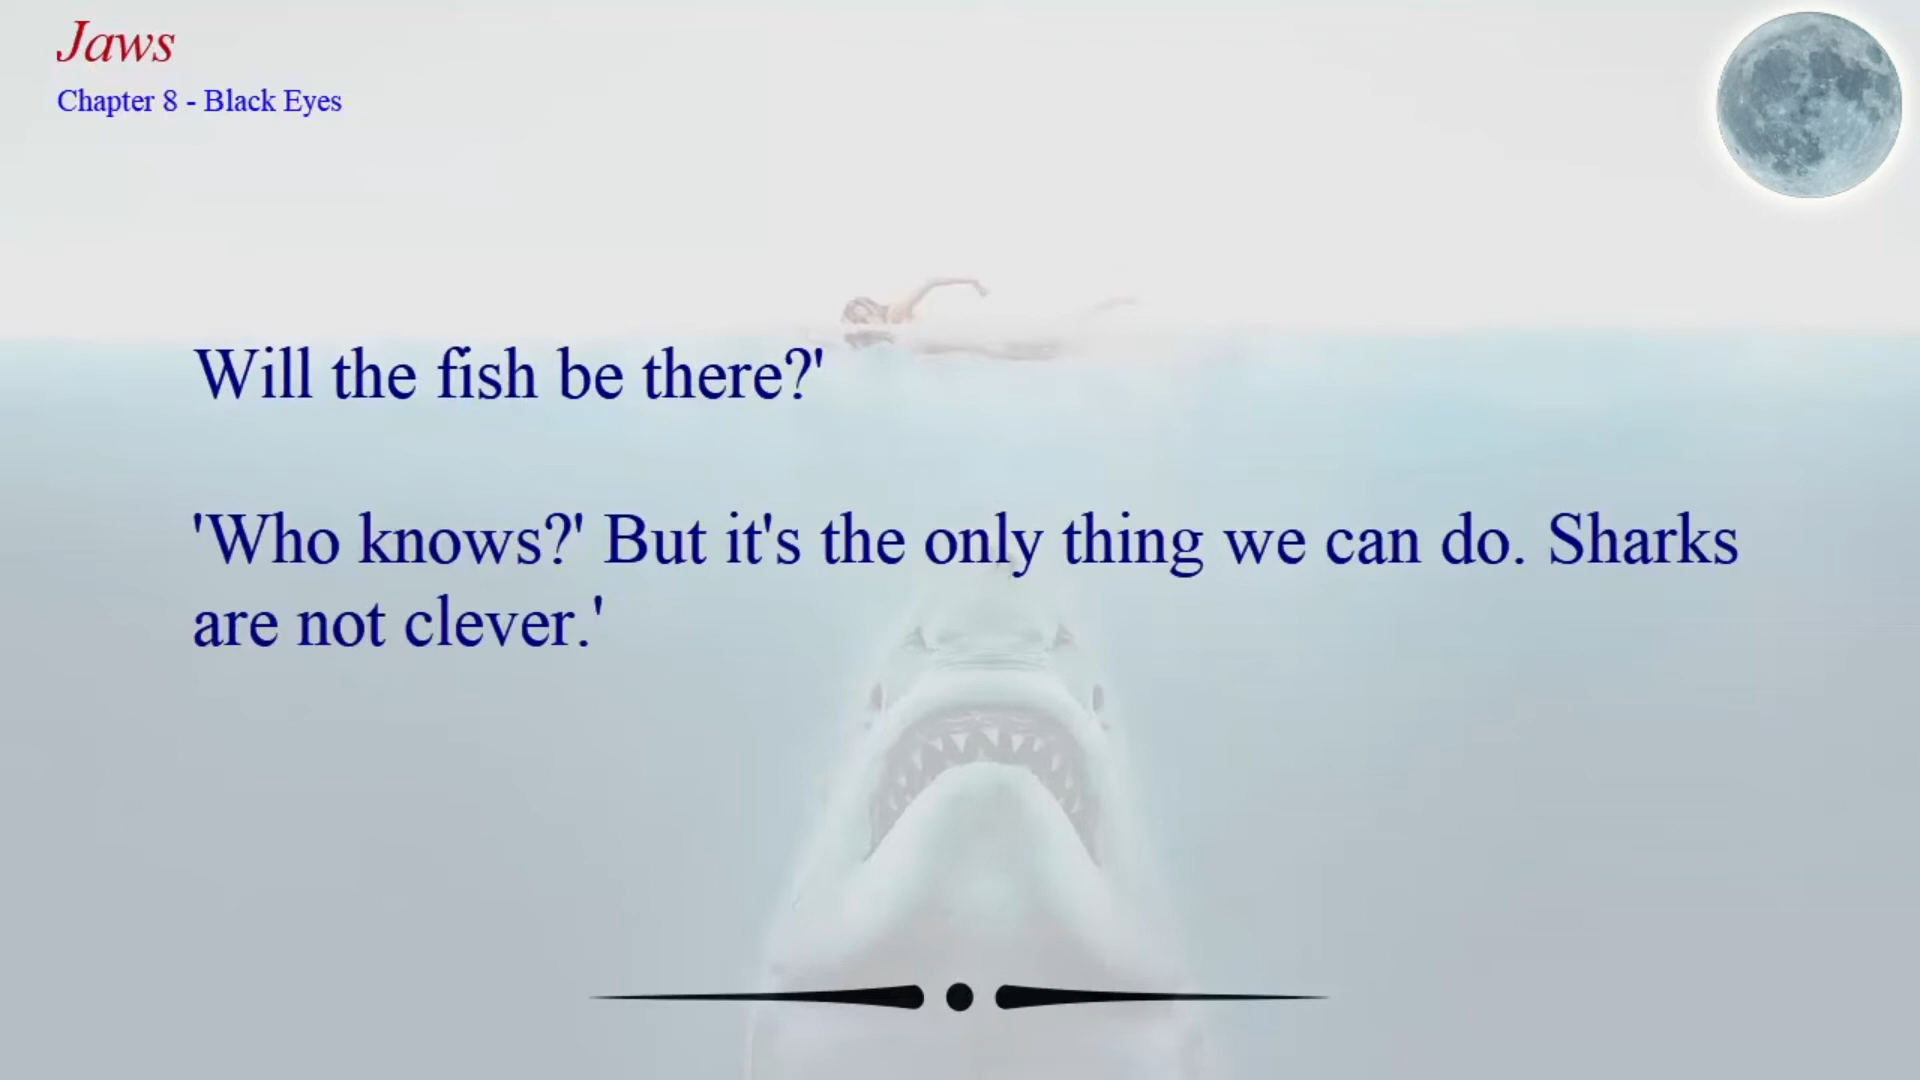 Jaws
Chapter 8 - Black Eyes
Will the fish be there?'
'Who knows?' But it's the only thing we can do. Sharks
are not clever.'